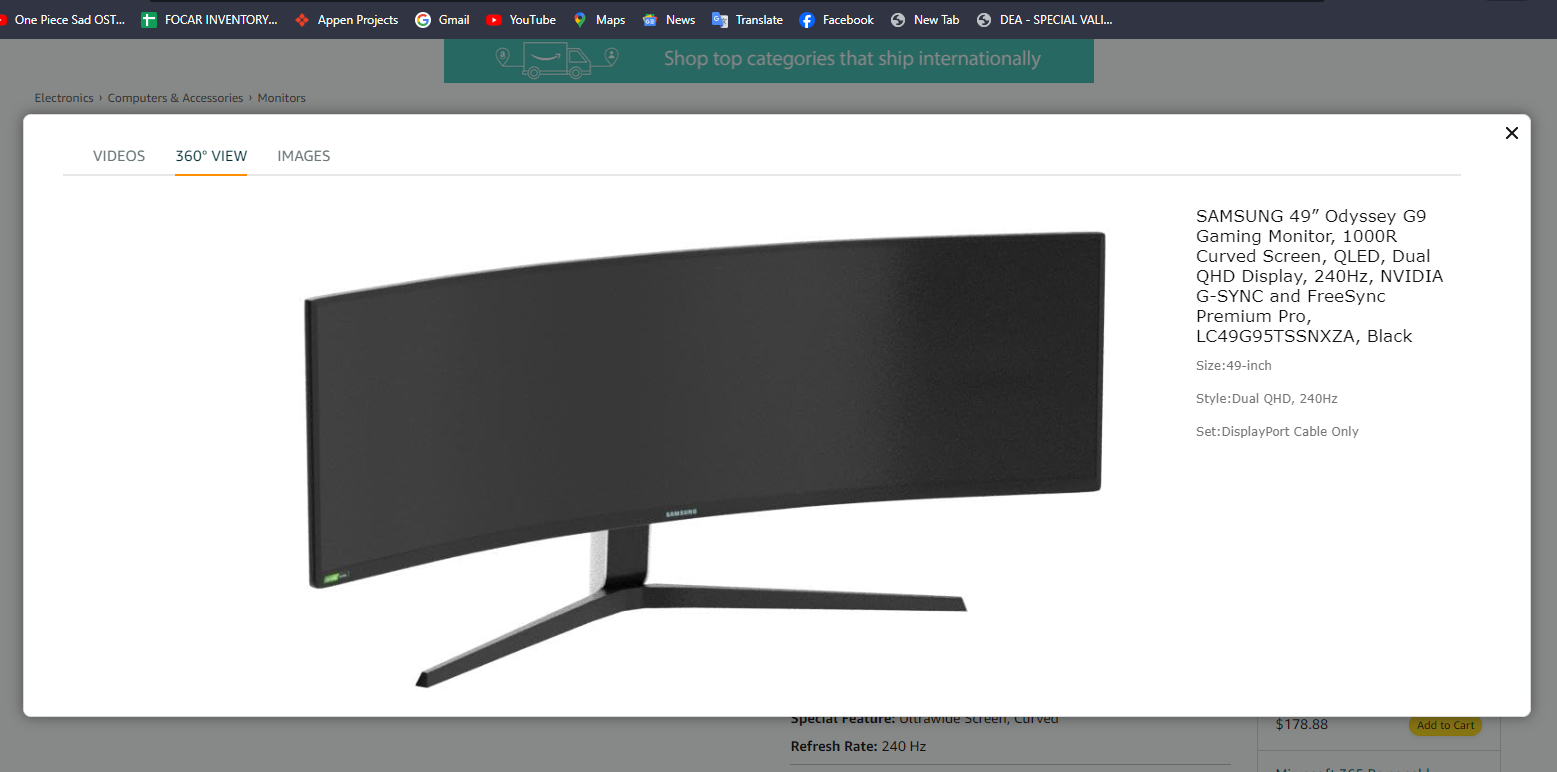 One Piece Sad OST...
FOCAR INVENTORY...
Appen Projects
Gmail
YouTube
Maps
News
Translate
Facebook
New Tab
DEA - SPECIAL VALI...
Shop top categories that ship internationally
Electronics › Computers & Accessories › Monitors
VIDEOS
360° VIEW
IMAGES
SAMSUNG 49” Odyssey G9
Gaming Monitor, 1000R
Curved Screen, QLED, Dual
QHD Display, 240Hz, NVIDIA
G-SYNC and FreeSync
Premium Pro,
LC49G95TSSNXZA, Black
Size:49-inch
Style:Dual QHD, 240Hz
Set:DisplayPort Cable Only
SAMSUNG
Special Feature: Ultrawide Screen, Curved
$178.88
Add to Cart
Refresh Rate: 240 Hz